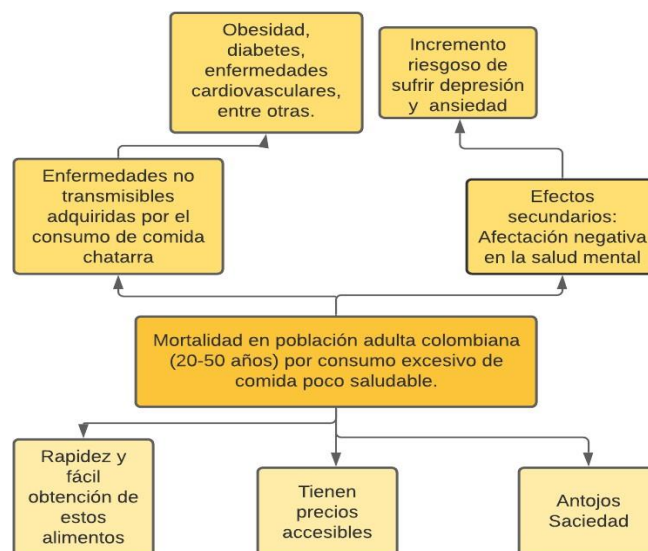 Obesidad,
diabetes,
enfermedades
cardiovasculares,
entre otras.
Incremento
riesgoso de
sufrir depresión
y ansiedad
Enfermedades no
transmisibles
adquiridas por el
consumo de comida
chatarra
Efectos
secundarios:
Afectación negativa
en la salud mental
Mortalidad en población adulta colombiana
(20-50 años) por consumo excesivo de
comida poco saludable.
Rapidez y
fácil
obtención de
estos
alimentos
Tienen
precios
accesibles
Antojos
Saciedad